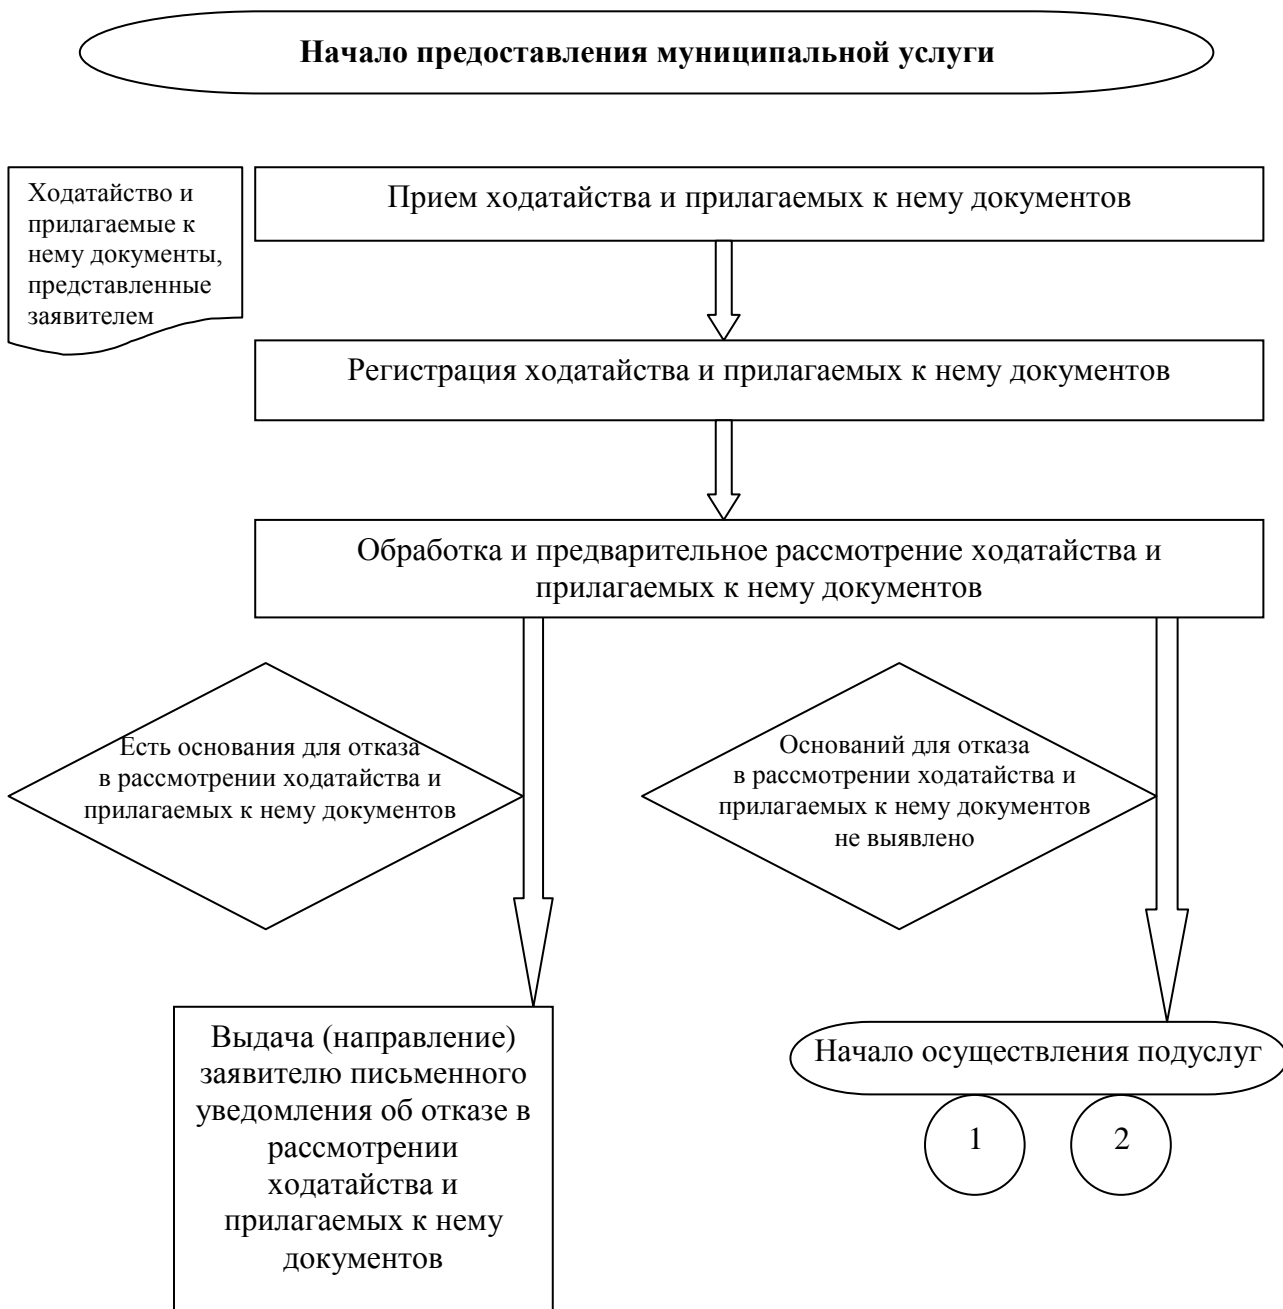 Начало предоставления муниципальной услуги
Ходатайство и
прилагаемые к
нему документы,
представленные
заявителем
Прием ходатайства и прилагаемых к нему документов
Регистрация ходатайства и прилагаемых к нему документов
Обработка и предварительное рассмотрение ходатайства и
прилагаемых к нему документов
Есть основания для отказа
в рассмотрении ходатайства и
прилагаемых к нему документов
Оснований для отказа
в рассмотрении ходатайства и
прилагаемых к нему документов
не выявлено
Выдача (направление)
заявителю письменного
уведомления об отказе в
рассмотрении
ходатайства и
прилагаемых к нему
документов
Начало осуществления подуслуг
1
2